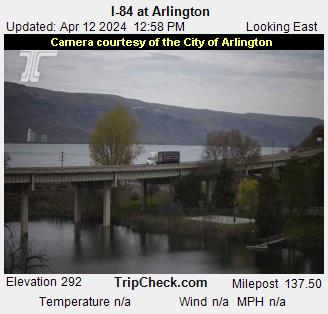 I-84 at Arlington
Updated: Apr 12 2024 12:58 PM Looking East
Camera courtesy of the City of Arlington
Elevation 292 TripCheck.com Milepost 137.50
Temperature n/a Wind n/a MPH n/a